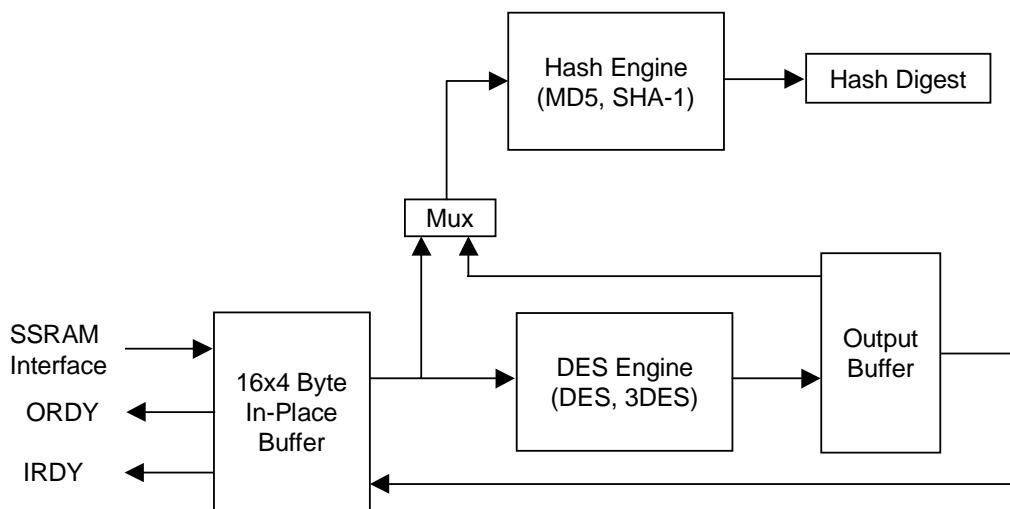 Hash Engine
(MD5, SHA-1)
Hash Digest
Mux
SSRAM
Interface
ORDY
IRDY
16x4 Byte
In-Place
Buffer
DES Engine
(DES, 3DES)
Output
Buffer